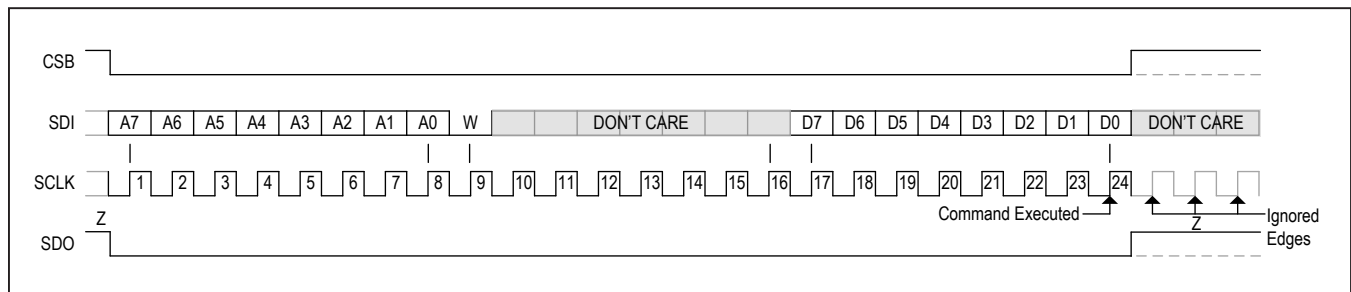 CSB
SDI A7 A6 A5 A4 A3 A2 A1 A0 W DON'T CARE D7 D6 D5 D4 D3 D2 D1 D0 DON'T CARE
SCLK 1 2 3 4 5 6 7 8 9 10 11 12 13 14 15 16 17 18 19 20 21 22 23 24
Command Executed Ignored
Z Z Edges
SDO